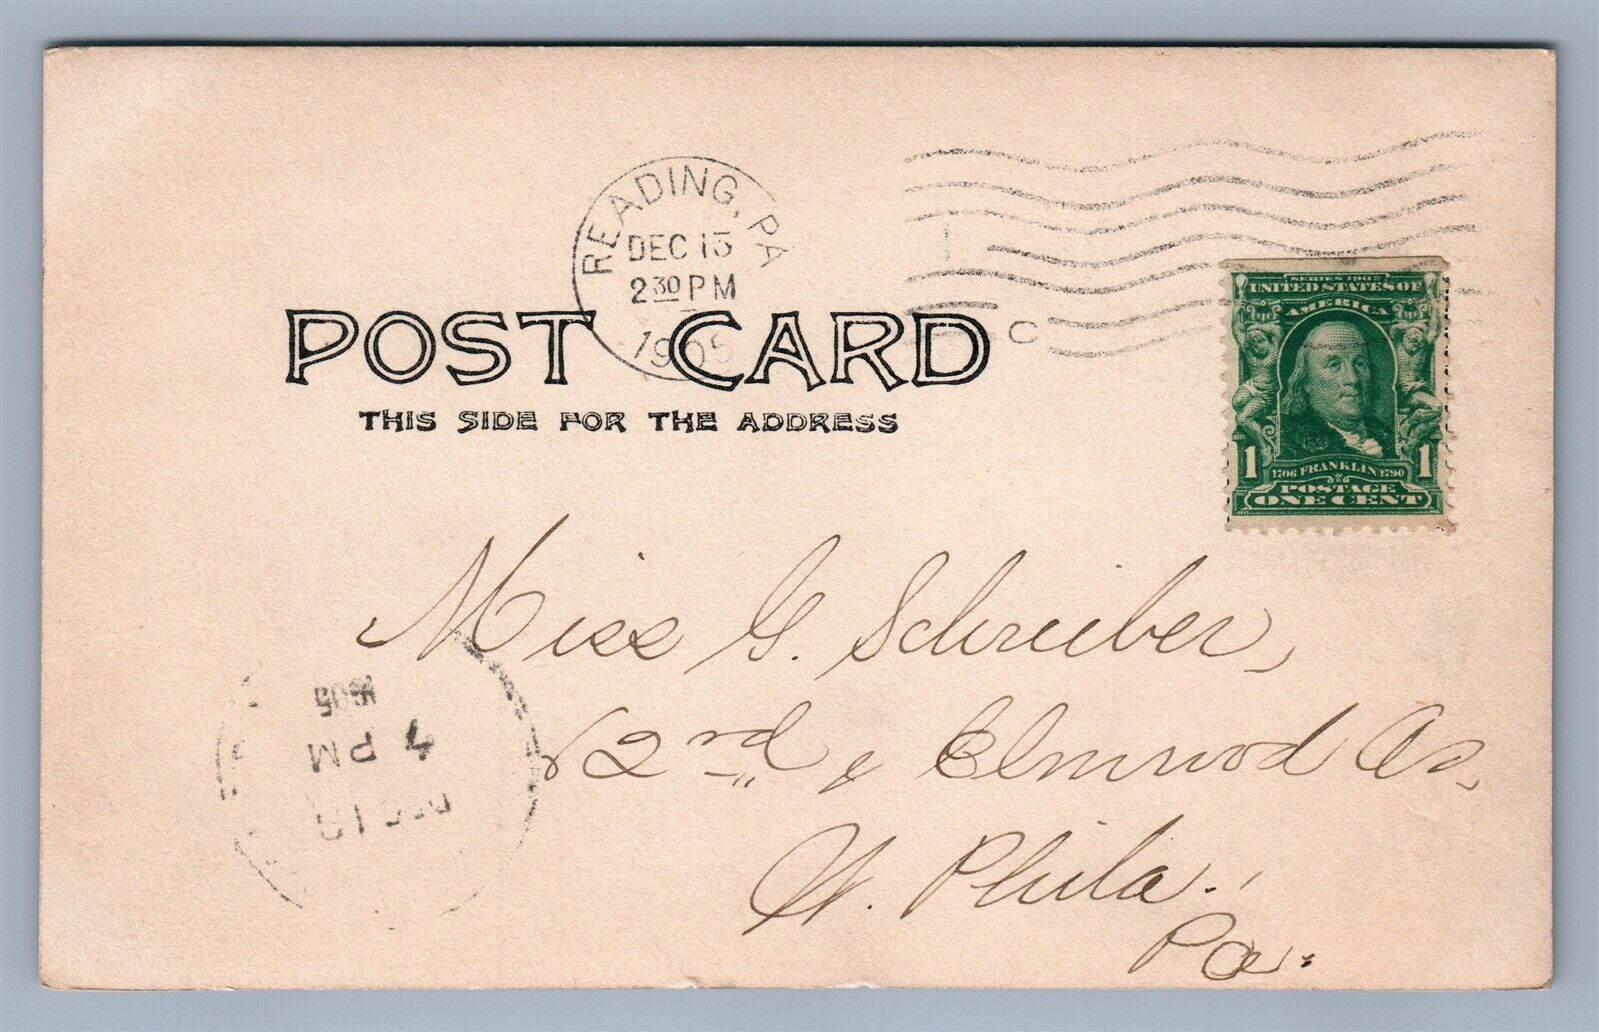 READING, PA
DEC 13
2 30 PM
1905
C
POST CARD
THIS SIDE FOR THE ADDRESS
SERIES 1902
UNITED STATES OF
AMERICA
1 1
1706 FRANKLIN 1790
POSTAGE
ONE CENT
Miss G. Schreiber,
62nd & Elmwood Av,
W. Phila.,
Pa.
PM
1905